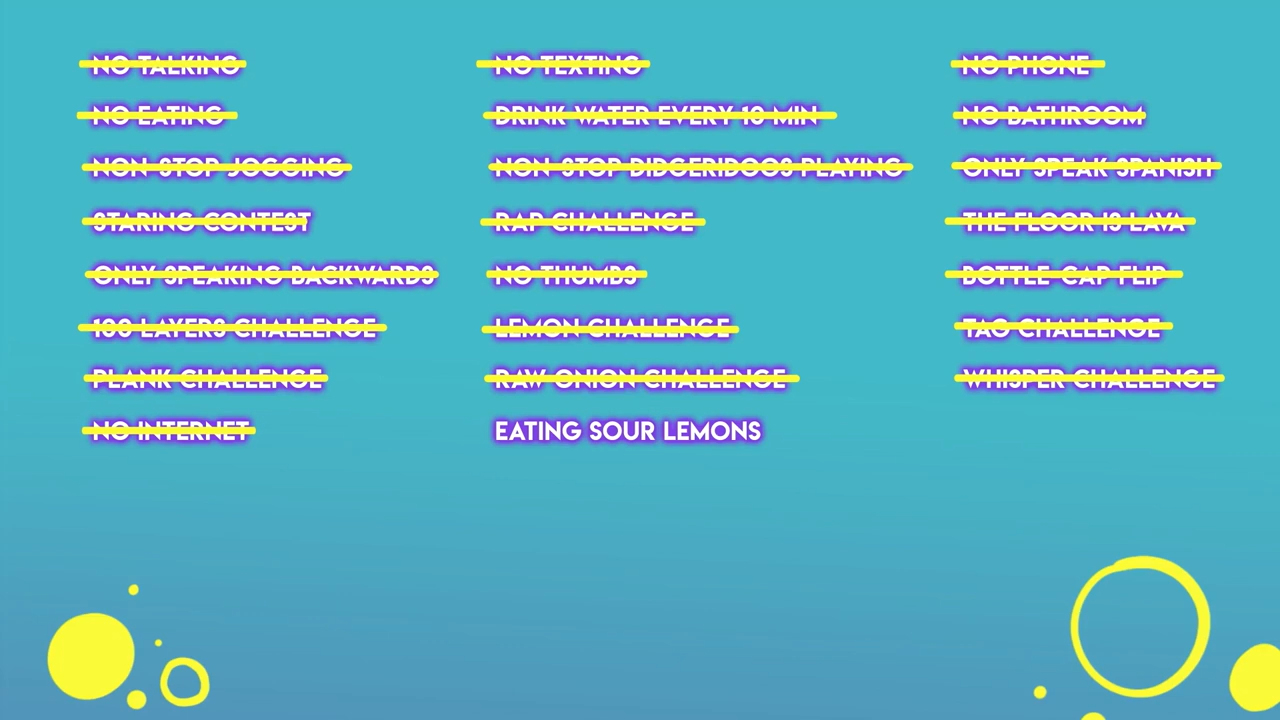 NO TALKING
NO EATING
NON-STOP JOGGING
STARING CONTEST
ONLY SPEAKING BACKWARDS
100 LAYERS CHALLENGE
PLANK CHALLENGE
NO INTERNET
NO TEXTING
DRINK WATER EVERY 10 MIN
NON-STOP DIDGERIDOOS PLAYING
RAP CHALLENGE
NO THUMBS
LEMON CHALLENGE
RAW ONION CHALLENGE
EATING SOUR LEMONS
NO PHONE
NO BATHROOM
ONLY SPEAK SPANISH
THE FLOOR IS LAVA
BOTTLE CAP FLIP
TAG CHALLENGE
WHISPER CHALLENGE